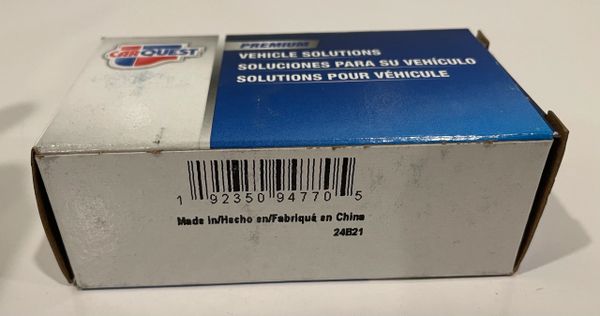 CARQUEST
PREMIUM
VEHICLE SOLUTIONS
SOLUCIONES PARA SU VEHÍCULO
SOLUTIONS POUR VÉHICULE
1 92350 94770 5
Made in/Hecho en/Fabriqué en China
24B21